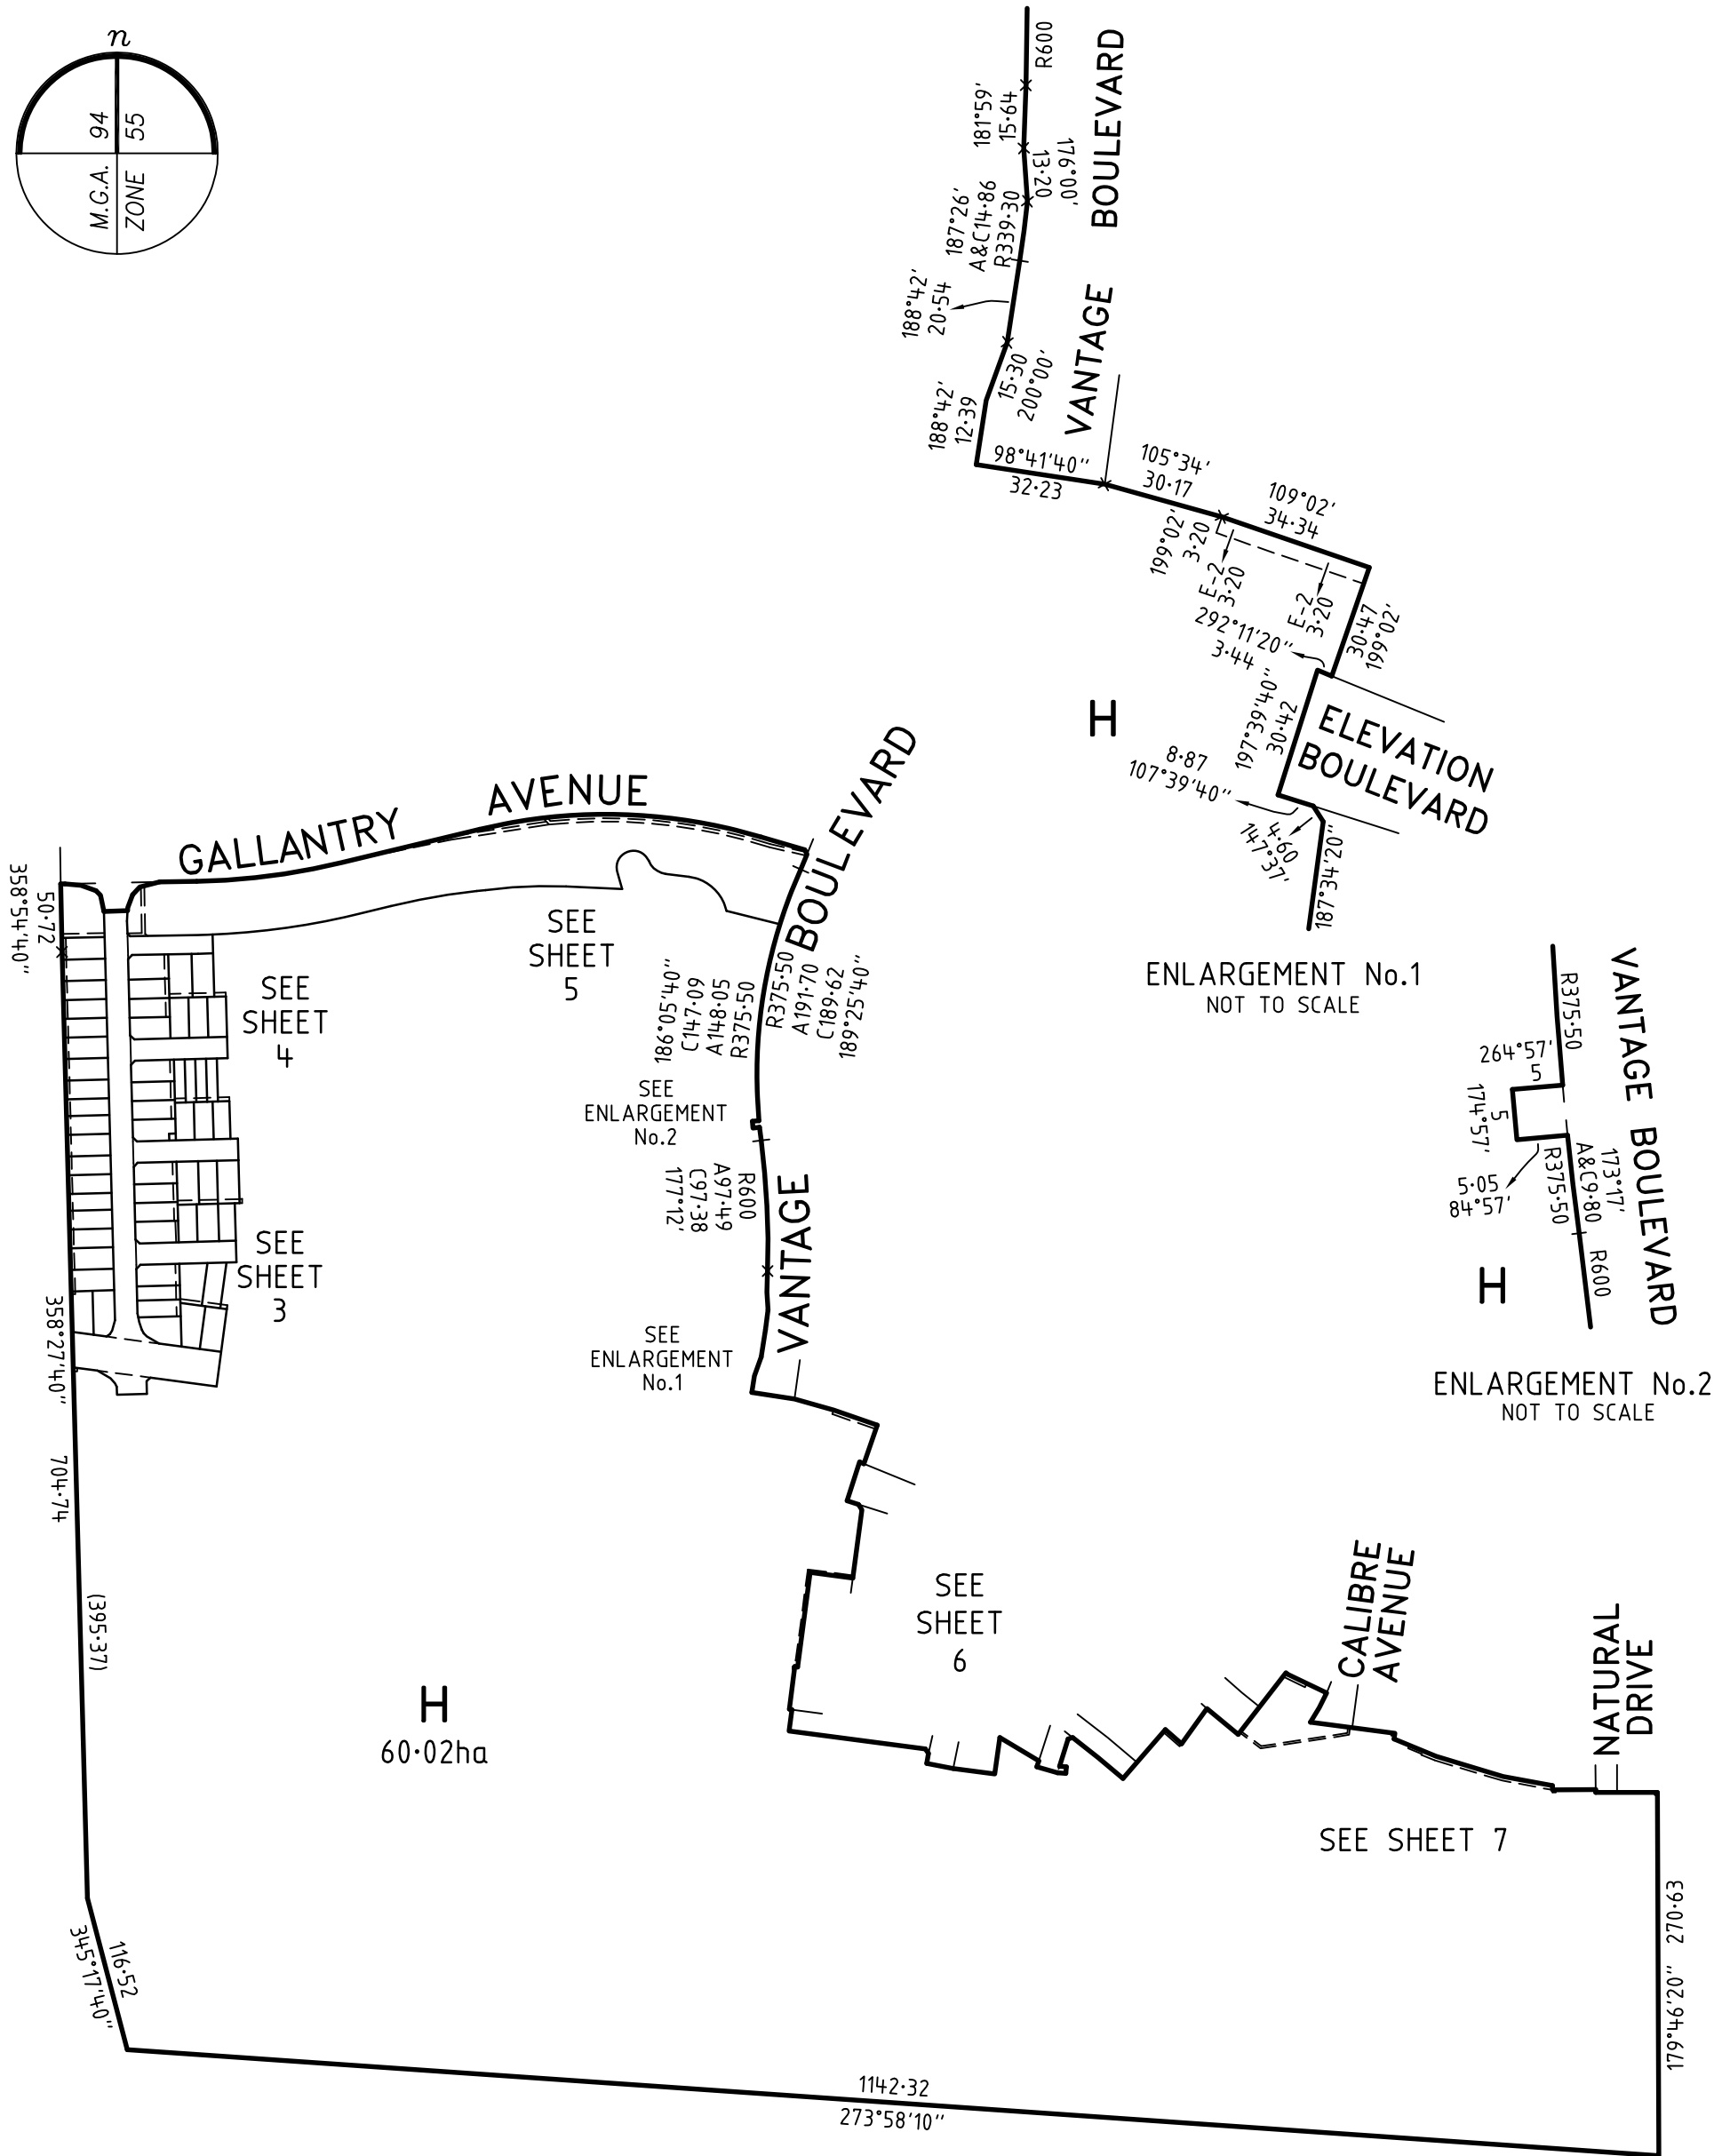 n
M.G.A. 94
ZONE 55
R600
181°59'
15·64
176°00'
13·20
187°26'
A&C14·86
R339·30
188°42'
20·54
15·30
200°00'
188°42'
12·39
VANTAGE BOULEVARD
98°41'40"
32·23
105°34'
30·17
109°02'
34·34
199°02'
3·20
E-2
3·20
E-2
3·20
30·47
199°02'
292°11'20"
3·44
197°39'40"
30·42
H
ELEVATION
BOULEVARD
8·87
107°39'40"
4·60
147°37'
187°34'20"
ENLARGEMENT No.1
NOT TO SCALE
GALLANTRY AVENUE
VANTAGE BOULEVARD
358°54'40"
50·72
SEE
SHEET
5
SEE
SHEET
4
186°05'40"
C147·09
A148·05
R375·50
R375·50
A191·70
C189·62
189°25'40"
SEE
ENLARGEMENT
No.2
R600
A97·49
C97·38
177°12'
SEE
SHEET
3
SEE
ENLARGEMENT
No.1
R375·50
VANTAGE BOULEVARD
264°57'
5
5
174°57'
5·05
84°57'
R375·50
A&C9·80
173°17'
R600
H
ENLARGEMENT No.2
NOT TO SCALE
358°27'40"
704·74
(395·37)
SEE
SHEET
6
CALIBRE
AVENUE
NATURAL
DRIVE
H
60·02ha
SEE SHEET 7
179°46'20" 270·63
116·52
345°17'40"
1142·32
273°58'10"